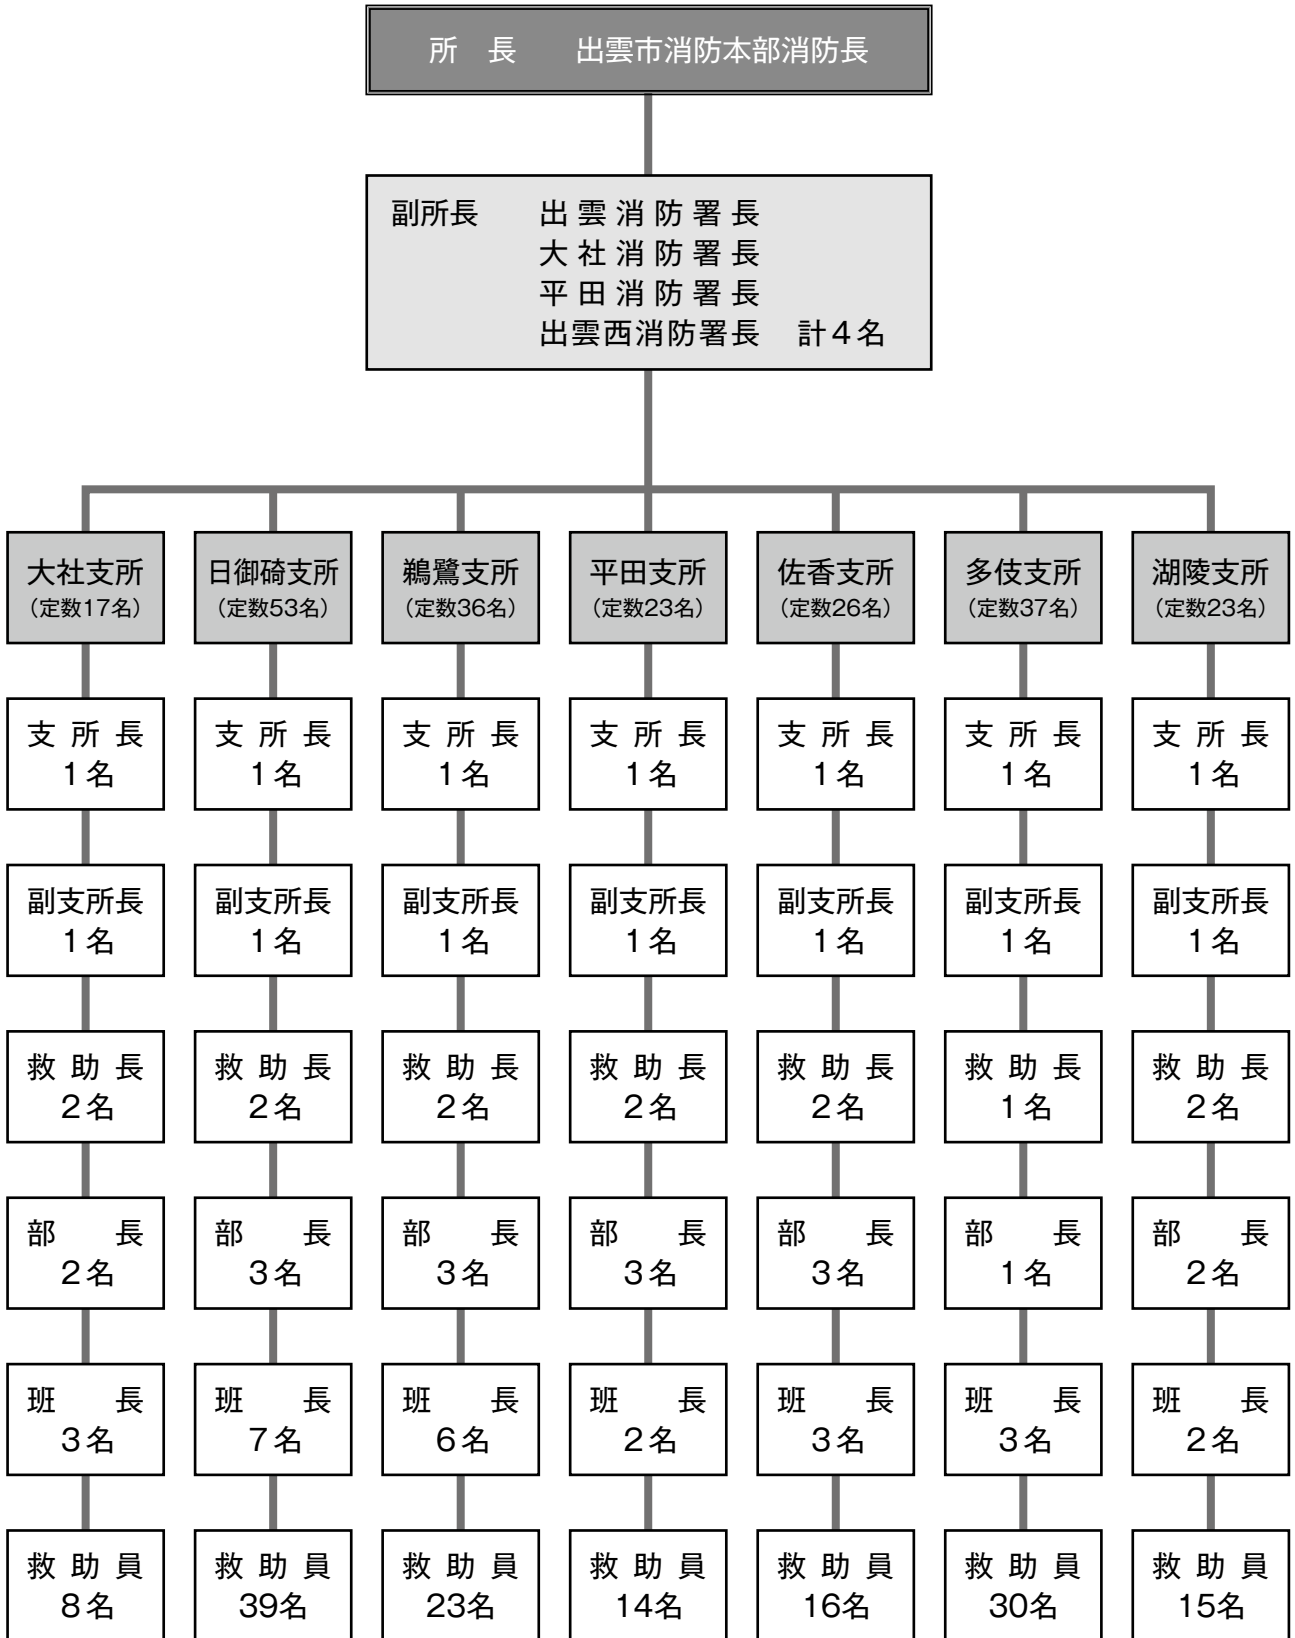 所　長　　出雲市消防本部消防長
副所長　　出雲消防署長
大社消防署長
平田消防署長
出雲西消防署長　計４名
大社支所
（定数17名）
日御碕支所
（定数53名）
鵜鷺支所
（定数36名）
平田支所
（定数23名）
佐香支所
（定数26名）
多伎支所
（定数37名）
湖陵支所
（定数23名）
支所長
1名
支所長
1名
支所長
1名
支所長
1名
支所長
1名
支所長
1名
支所長
1名
副支所長
1名
副支所長
1名
副支所長
1名
副支所長
1名
副支所長
1名
副支所長
1名
副支所長
1名
救助長
2名
救助長
2名
救助長
2名
救助長
2名
救助長
2名
救助長
1名
救助長
2名
部　長
2名
部　長
3名
部　長
3名
部　長
3名
部　長
3名
部　長
1名
部　長
2名
班　長
3名
班　長
7名
班　長
6名
班　長
2名
班　長
3名
班　長
3名
班　長
2名
救助員
8名
救助員
39名
救助員
23名
救助員
14名
救助員
16名
救助員
30名
救助員
15名